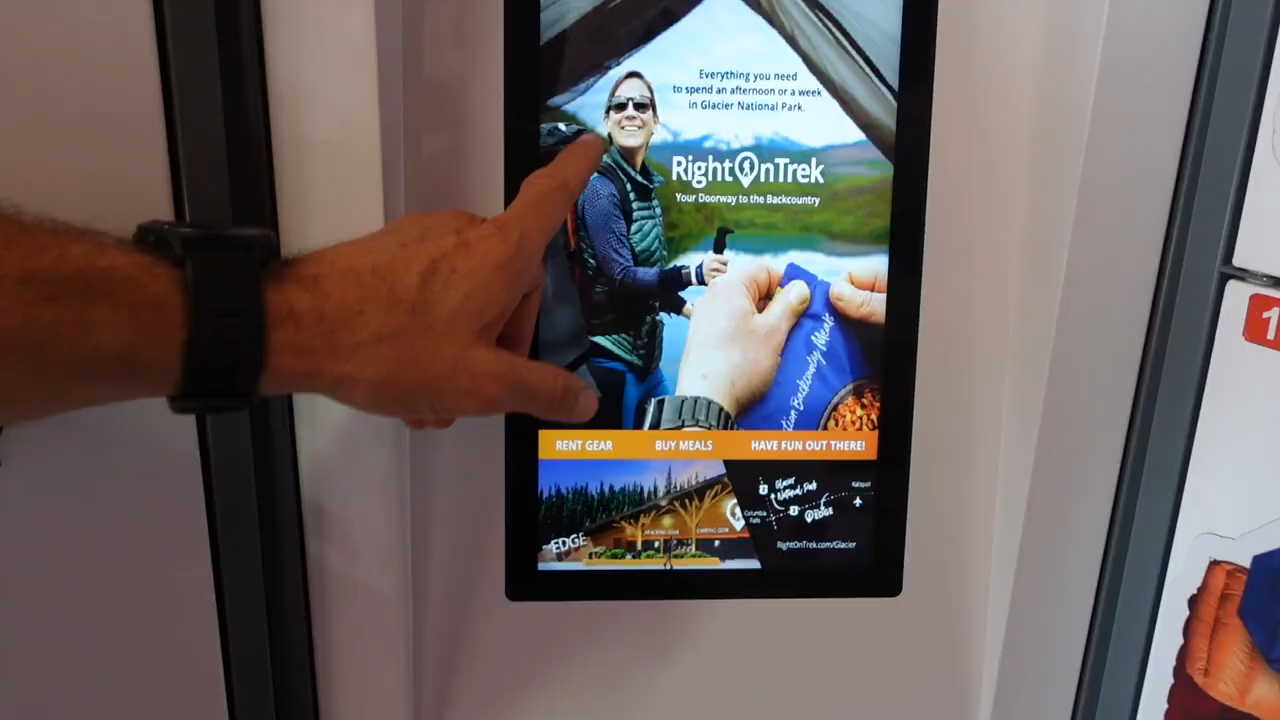 Everything you need
to spend an afternoon or a week
in Glacier National Park.
RightOnTrek
Your Doorway to the Backcountry
Backcountry Meals
RENT GEAR BUY MEALS HAVE FUN OUT THERE!
Glacier
National Park
Kalispell
Columbia
Falls
EDGE
EDGE
RightOnTrek.com/Glacier
1